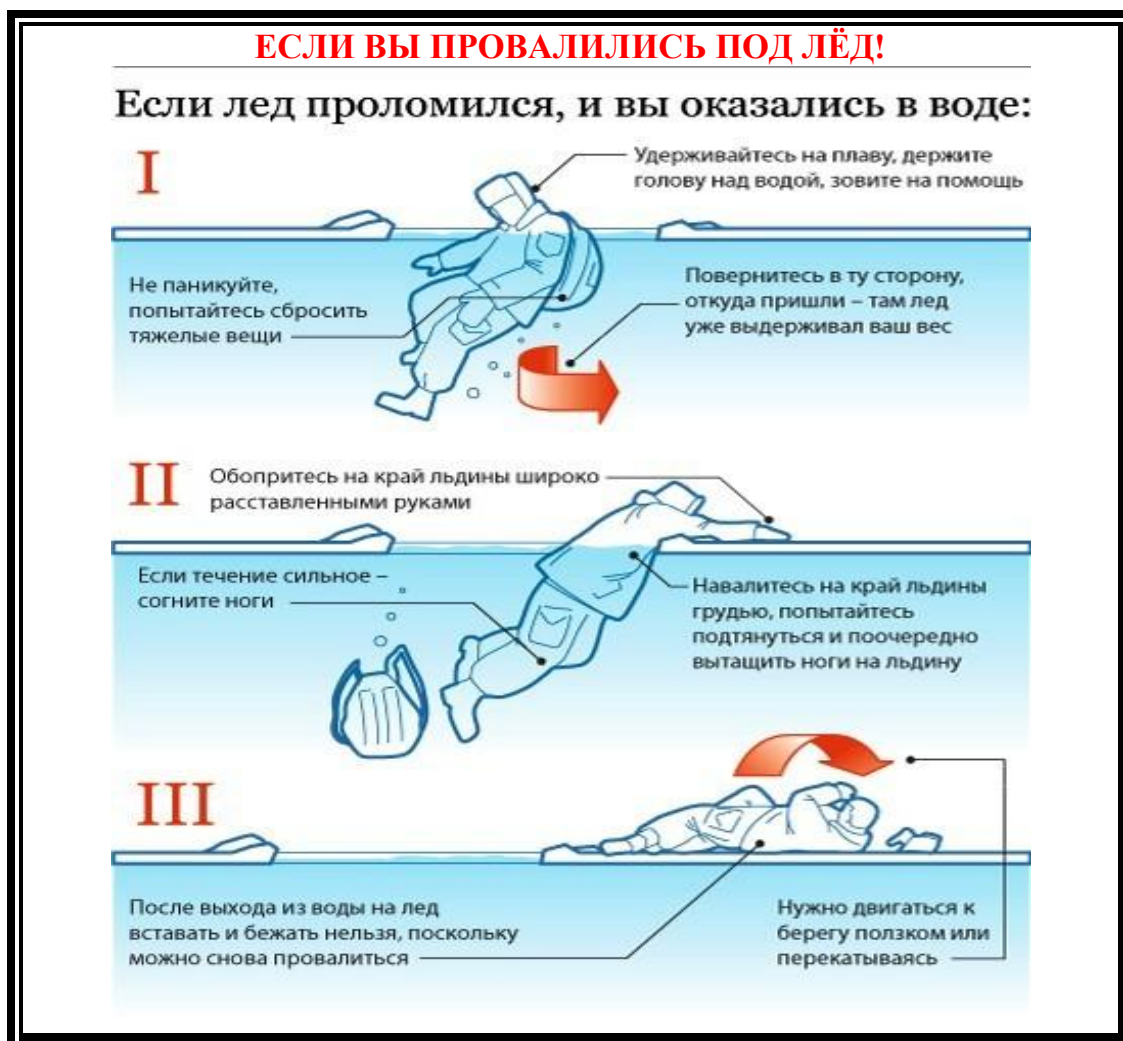 ЕСЛИ ВЫ ПРОВАЛИЛИСЬ ПОД ЛЁД!
Если лед проломился, и вы оказались в воде:
I
Удерживайтесь на плаву, держите
голову над водой, зовите на помощь
Не паникуйте,
попытайтесь сбросить
тяжелые вещи
Повернитесь в ту сторону,
откуда пришли – там лед
уже выдерживал ваш вес
II
Обопритесь на край льдины широко
расставленными руками
Если течение сильное –
согните ноги
Навалитесь на край льдины
грудью, попытайтесь
подтянуться и поочередно
вытащить ноги на льдину
III
После выхода из воды на лед
вставать и бежать нельзя, поскольку
можно снова провалиться
Нужно двигаться к
берегу ползком или
перекатываясь